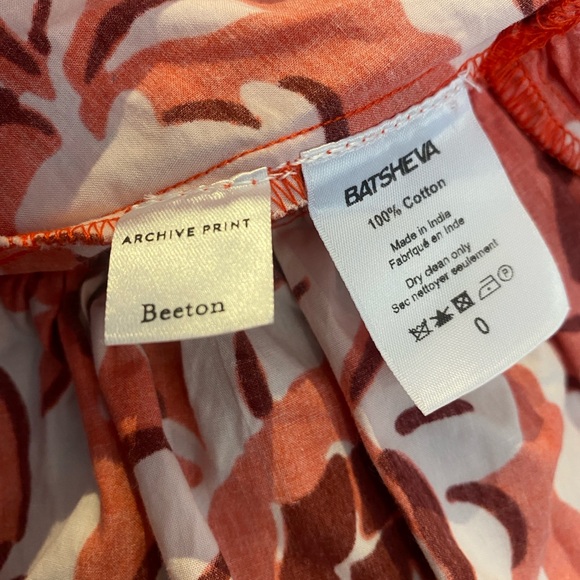 ARCHIVE PRINT
Beeton
BATSHEVA
100% Cotton
Made in India
Fabriqué en Inde
Dry clean only
Sec nettoyer seulement
P
0